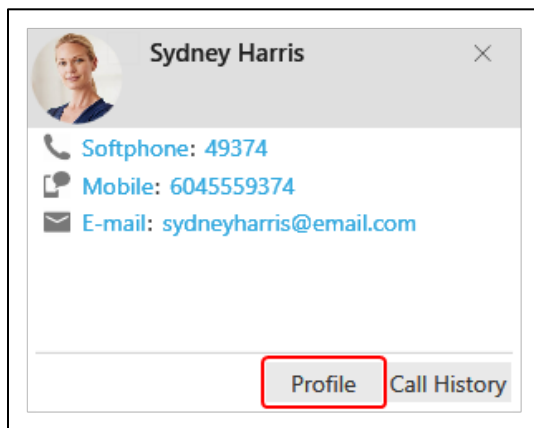 Sydney Harris
Softphone: 49374
Mobile: 6045559374
E-mail: sydneyharris@email.com
Profile Call History